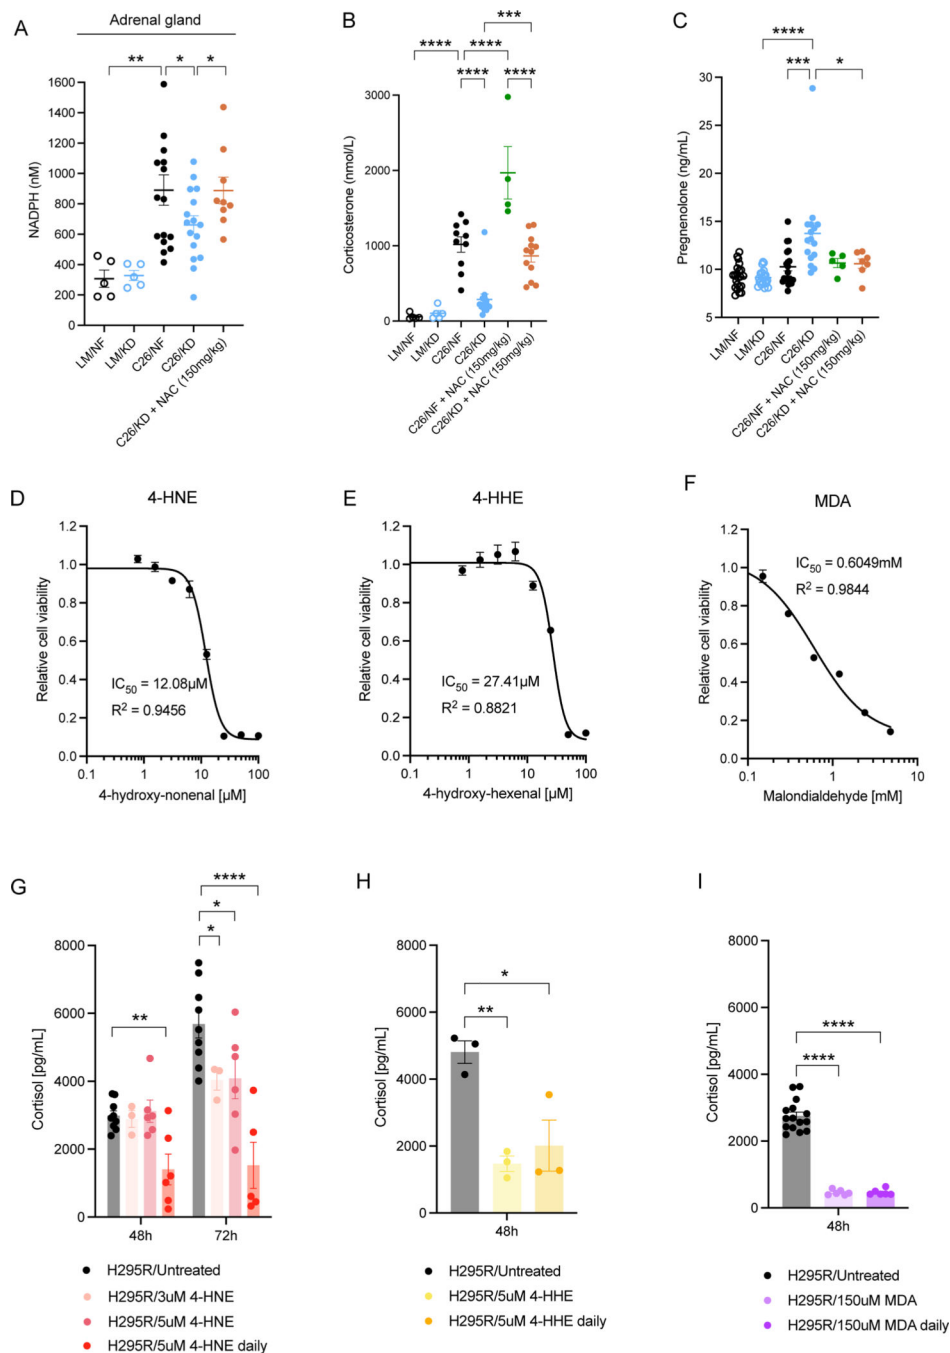 A
Adrenal gland
** * *
NADPH (nM)
1600
1400
1200
1000
800
600
400
200
0
LM/NF
LM/KD
C26/NF
C26/KD
C26/KD + NAC (150mg/kg)
B
***
**** ****
**** ****
Corticosterone (nmol/L)
3000
2000
1000
0
LM/NF
LM/KD
C26/NF
C26/KD
C26/NF + NAC (150mg/kg)
C26/KD + NAC (150mg/kg)
C
****
*** *
Pregnenolone (ng/mL)
30
25
20
15
10
5
LM/NF
LM/KD
C26/NF
C26/KD
C26/NF + NAC (150mg/kg)
C26/KD + NAC (150mg/kg)
D
4-HNE
Relative cell viability
1.2
1.0
0.8
0.6
0.4
0.2
0.0
IC50 = 12.08µM
R² = 0.9456
0.1 1 10 100
4-hydroxy-nonenal [µM]
E
4-HHE
Relative cell viability
1.2
1.0
0.8
0.6
0.4
0.2
0.0
IC50 = 27.41µM
R² = 0.8821
0.1 1 10 100
4-hydroxy-hexenal [µM]
F
MDA
Relative cell viability
1.2
1.0
0.8
0.6
0.4
0.2
0.0
IC50 = 0.6049mM
R² = 0.9844
0.1 1 10
Malondialdehyde [mM]
G
****
*
*
**
Cortisol [pg/mL]
8000
6000
4000
2000
0
48h 72h
H295R/Untreated
H295R/3uM 4-HNE
H295R/5uM 4-HNE
H295R/5uM 4-HNE daily
H
*
**
Cortisol [pg/mL]
8000
6000
4000
2000
0
48h
H295R/Untreated
H295R/5uM 4-HHE
H295R/5uM 4-HHE daily
I
****
****
Cortisol [pg/mL]
8000
6000
4000
2000
0
48h
H295R/Untreated
H295R/150uM MDA
H295R/150uM MDA daily